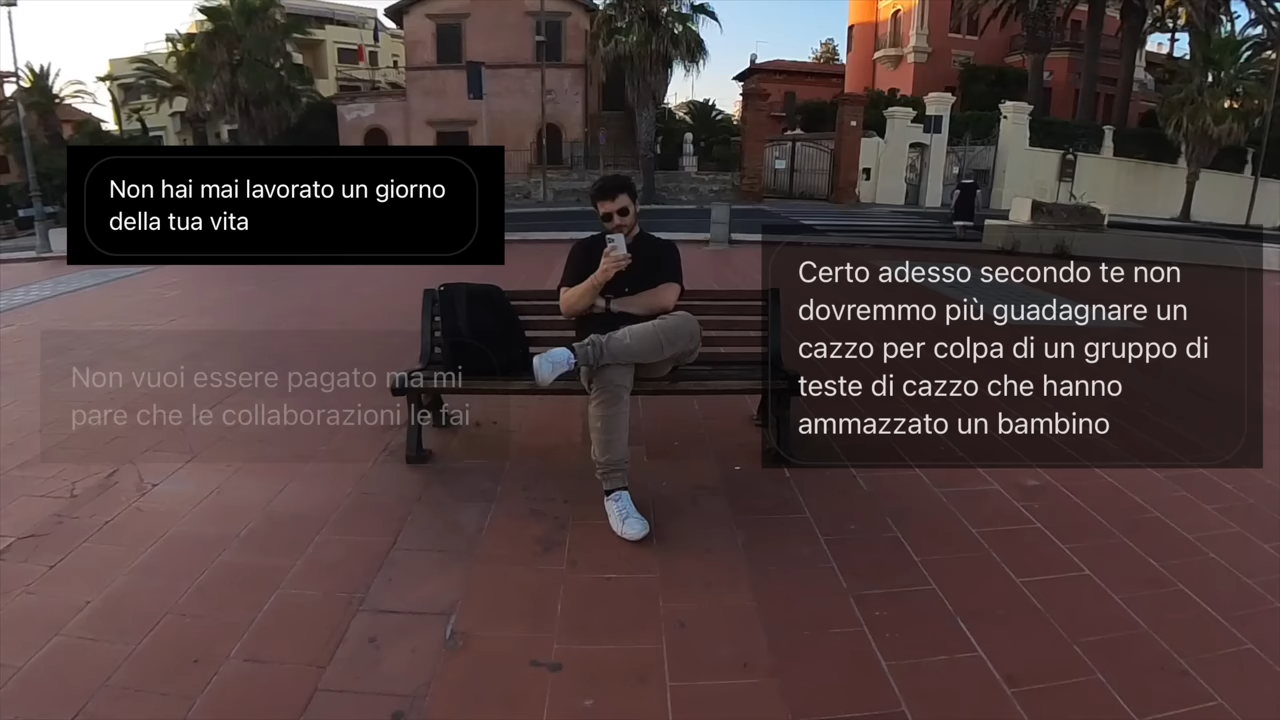 Non hai mai lavorato un giorno
della tua vita
Non vuoi essere pagato ma mi
pare che le collaborazioni le fai
Certo adesso secondo te non
dovremmo più guadagnare un
cazzo per colpa di un gruppo di
teste di cazzo che hanno
ammazzato un bambino